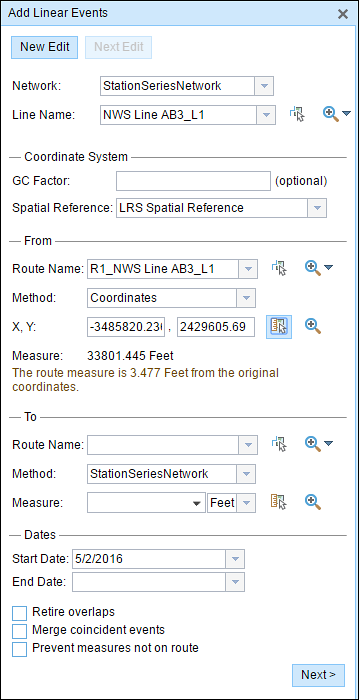 Add Linear Events
New Edit Next Edit
Network: StationSeriesNetwork
Line Name: NWS Line AB3_L1
Coordinate System
GC Factor: (optional)
Spatial Reference: LRS Spatial Reference
From
Route Name: R1_NWS Line AB3_L1
Method: Coordinates
X, Y: -3485820.23 , 2429605.69
Measure: 33801.445 Feet
The route measure is 3.477 Feet from the original
coordinates.
To
Route Name:
Method: StationSeriesNetwork
Measure: Feet
Dates
Start Date: 5/2/2016
End Date:
Retire overlaps
Merge coincident events
Prevent measures not on route
Next >